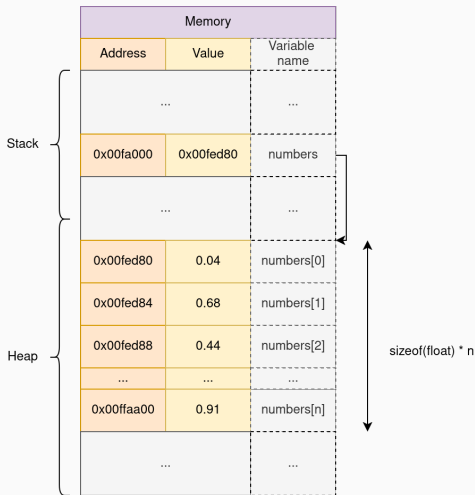 Memory
Address Value Variable
name
... ...
Stack
0x00fa000 0x00fed80 numbers
... ...
0x00fed80 0.04 numbers[0]
0x00fed84 0.68 numbers[1]
0x00fed88 0.44 numbers[2]
Heap
sizeof(float) * n
... ... ...
0x00ffaa00 0.91 numbers[n]
... ...